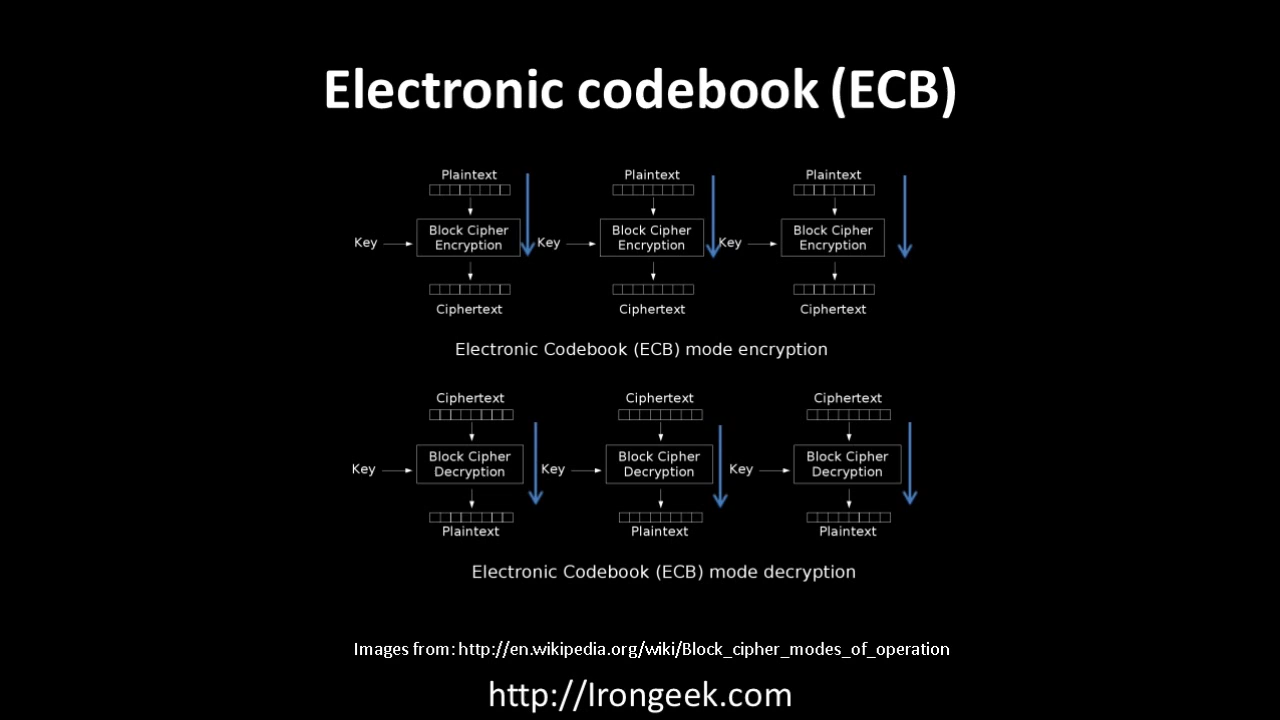 Electronic codebook (ECB)
Plaintext Plaintext Plaintext
Key Block Cipher Encryption Key Block Cipher Encryption Key Block Cipher Encryption
Ciphertext Ciphertext Ciphertext
Electronic Codebook (ECB) mode encryption
Ciphertext Ciphertext Ciphertext
Key Block Cipher Decryption Key Block Cipher Decryption Key Block Cipher Decryption
Plaintext Plaintext Plaintext
Electronic Codebook (ECB) mode decryption
Images from: http://en.wikipedia.org/wiki/Block_cipher_modes_of_operation
http://Irongeek.com